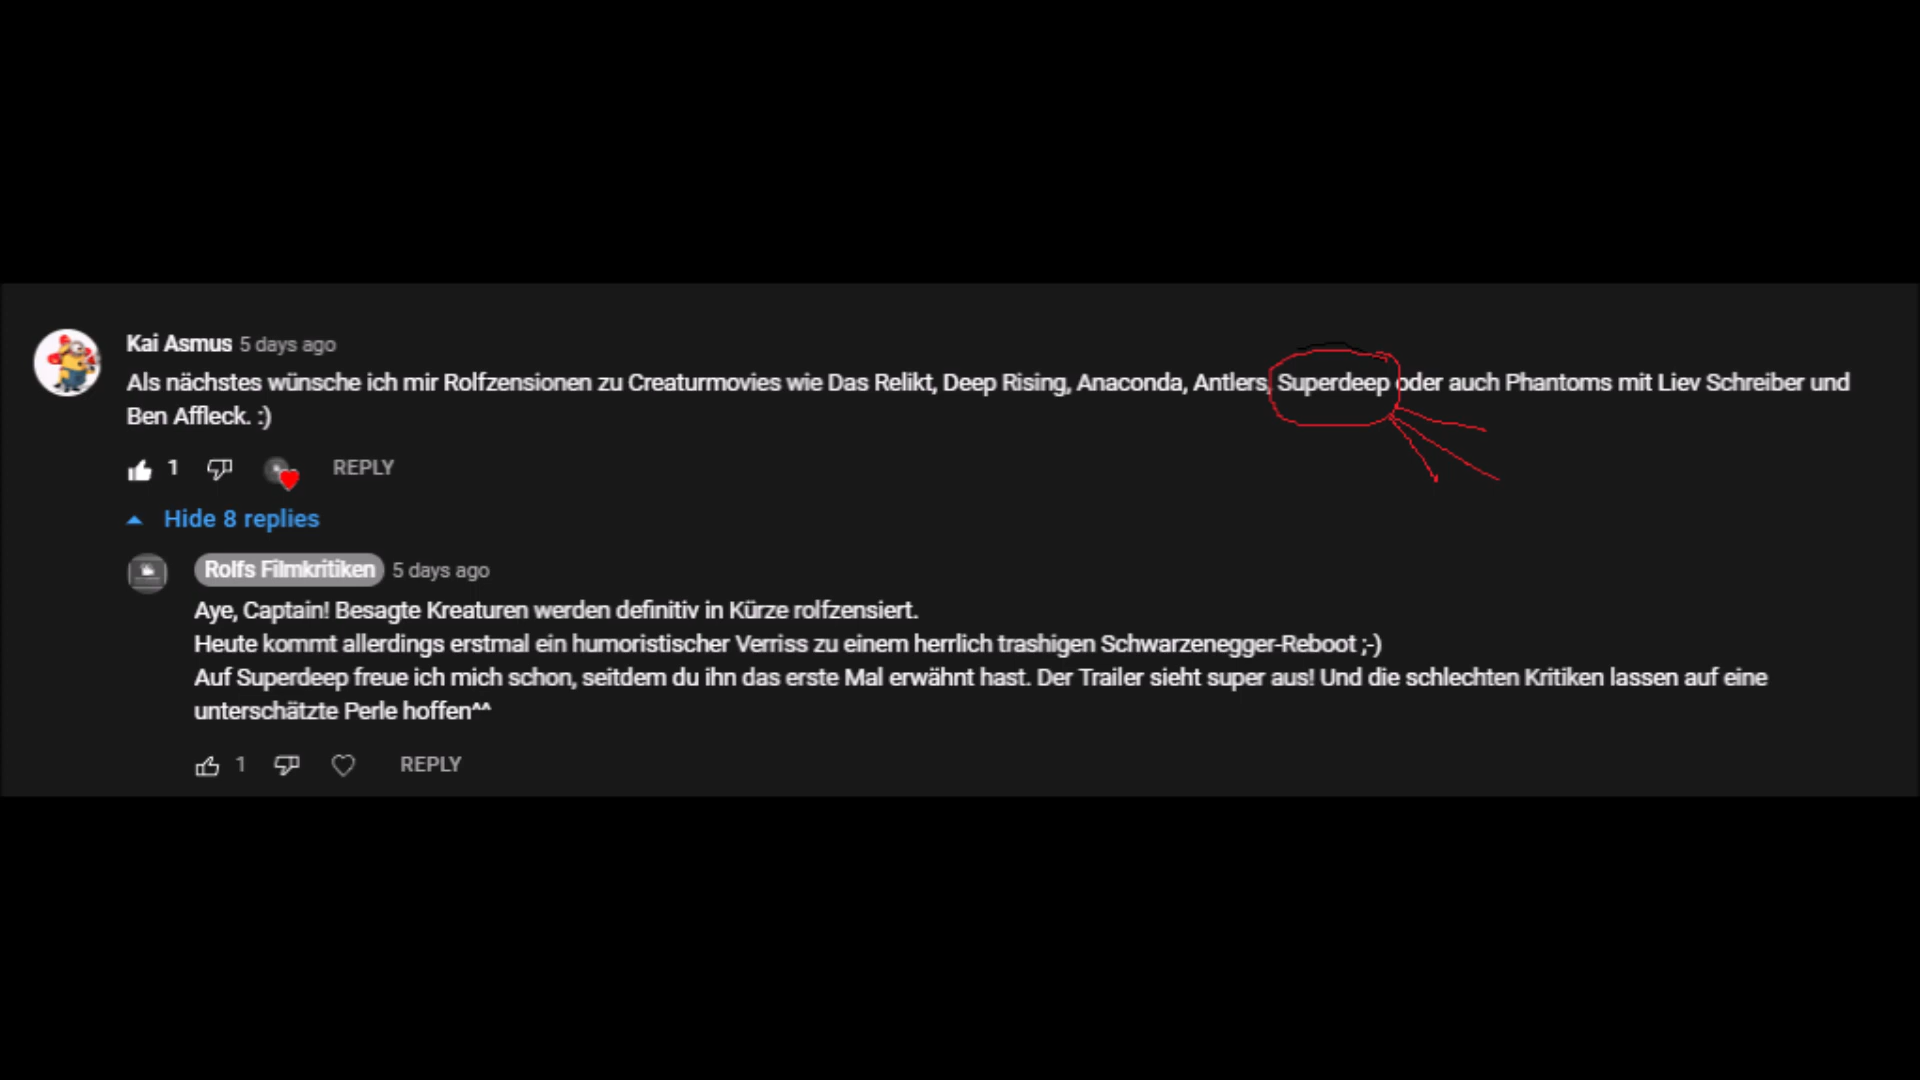 Kai Asmus 5 days ago
Als nächstes wünsche ich mir Rolfzensionen zu Creaturmovies wie Das Relikt, Deep Rising, Anaconda, Antlers, Superdeep oder auch Phantoms mit Liev Schreiber und
Ben Affleck. :)
1 REPLY
Hide 8 replies
Rolfs Filmkritiken 5 days ago
Aye, Captain! Besagte Kreaturen werden definitiv in Kürze rolfzensiert.
Heute kommt allerdings erstmal ein humoristischer Verriss zu einem herrlich trashigen Schwarzenegger-Reboot ;-)
Auf Superdeep freue ich mich schon, seitdem du ihn das erste Mal erwähnt hast. Der Trailer sieht super aus! Und die schlechten Kritiken lassen auf eine
unterschätzte Perle hoffen^^
1 REPLY